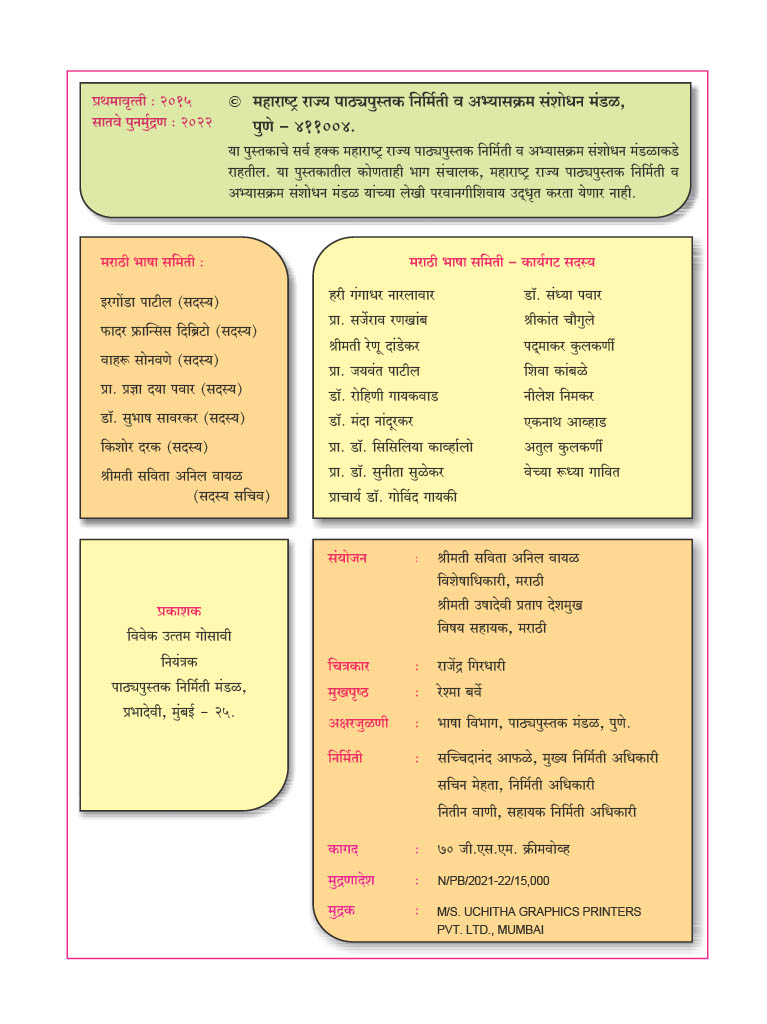 प्रथमावृत्ती : २०१५
सातवे पुनर्मुद्रण : २०२२
© महाराष्ट्र राज्य पाठ्यपुस्तक निर्मिती व अभ्यासक्रम संशोधन मंडळ,
पुणे – ४११००४.
या पुस्तकाचे सर्व हक्क महाराष्ट्र राज्य पाठ्यपुस्तक निर्मिती व अभ्यासक्रम संशोधन मंडळाकडे
राहतील. या पुस्तकातील कोणताही भाग संचालक, महाराष्ट्र राज्य पाठ्यपुस्तक निर्मिती व
अभ्यासक्रम संशोधन मंडळ यांच्या लेखी परवानगीशिवाय उद्धृत करता येणार नाही.
मराठी भाषा समिती :
इरगोंडा पाटील (सदस्य)
फादर फ्रान्सिस दिब्रिटो (सदस्य)
वाहरू सोनवणे (सदस्य)
प्रा. प्रज्ञा दया पवार (सदस्य)
डॉ. सुभाष सावरकर (सदस्य)
किशोर दरक (सदस्य)
श्रीमती सविता अनिल वायळ
(सदस्य सचिव)
मराठी भाषा समिती – कार्यगट सदस्य
हरी गंगाधर नारलावार
प्रा. सर्जेराव रणखांब
श्रीमती रेणू दांडेकर
प्रा. जयवंत पाटील
डॉ. रोहिणी गायकवाड
डॉ. मंदा नांदूरकर
प्रा. डॉ. सिसिलिया कार्व्हालो
प्रा. डॉ. सुनीता सुळेकर
प्राचार्य डॉ. गोविंद गायकी
डॉ. संध्या पवार
श्रीकांत चौगुले
पद्माकर कुलकर्णी
शिवा कांबळे
नीलेश निमकर
एकनाथ आव्हाड
अतुल कुलकर्णी
वेच्या रूध्या गावित
प्रकाशक
विवेक उत्तम गोसावी
नियंत्रक
पाठ्यपुस्तक निर्मिती मंडळ,
प्रभादेवी, मुंबई – २५.
संयोजन : श्रीमती सविता अनिल वायळ
विशेषाधिकारी, मराठी
श्रीमती उषादेवी प्रताप देशमुख
विषय सहायक, मराठी
चित्रकार : राजेंद्र गिरधारी
मुखपृष्ठ : रेश्मा बर्वे
अक्षरजुळणी : भाषा विभाग, पाठ्यपुस्तक मंडळ, पुणे.
निर्मिती : सच्चिदानंद आफळे, मुख्य निर्मिती अधिकारी
सचिन मेहता, निर्मिती अधिकारी
नितीन वाणी, सहायक निर्मिती अधिकारी
कागद : ७० जी.एस.एम. क्रीमवोव्ह
मुद्रणादेश : N/PB/2021-22/15,000
मुद्रक : M/S. UCHITHA GRAPHICS PRINTERS
PVT. LTD., MUMBAI